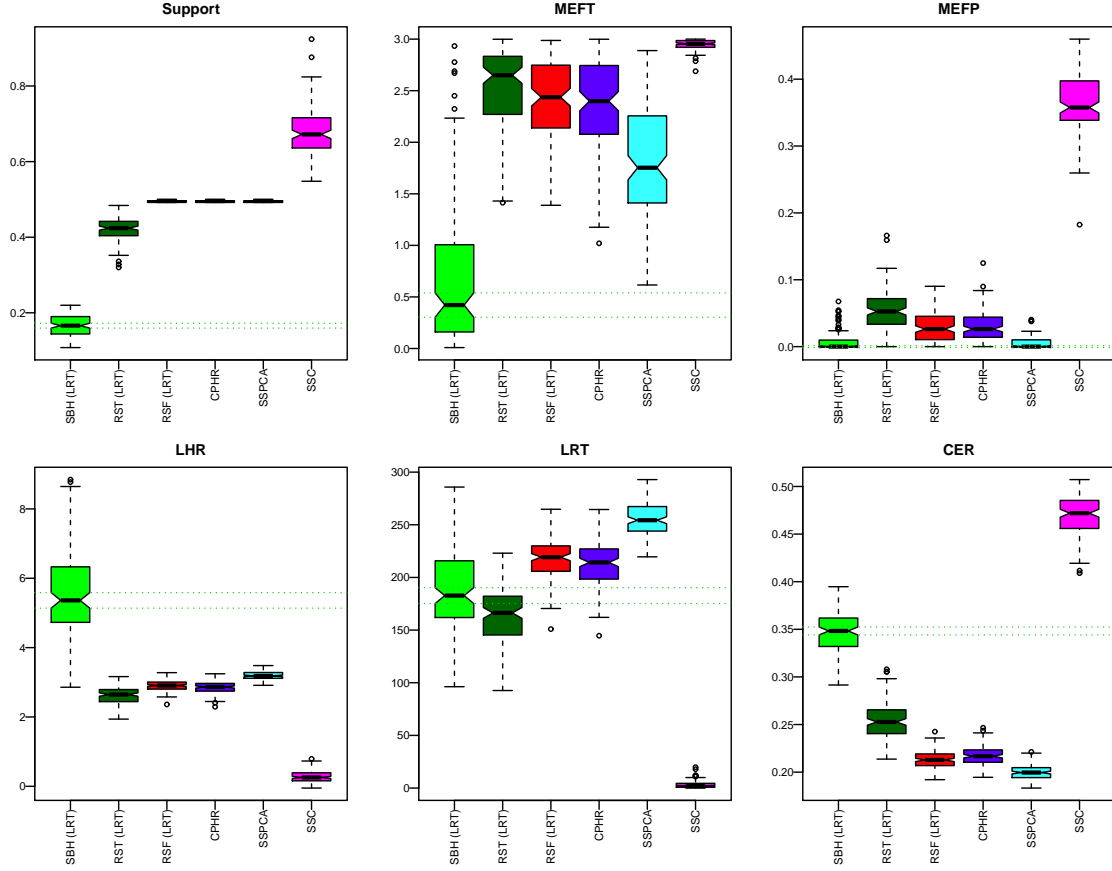 Support
0.8
0.6
0.4
0.2
SBH (LRT)
RST (LRT)
RSF (LRT)
CPHR
SSPCA
SSC
MEFT
3.0
2.5
2.0
1.5
1.0
0.5
0.0
SBH (LRT)
RST (LRT)
RSF (LRT)
CPHR
SSPCA
SSC
MEFP
0.4
0.3
0.2
0.1
0.0
SBH (LRT)
RST (LRT)
RSF (LRT)
CPHR
SSPCA
SSC
LHR
8
6
4
2
0
SBH (LRT)
RST (LRT)
RSF (LRT)
CPHR
SSPCA
SSC
LRT
300
250
200
150
100
50
0
SBH (LRT)
RST (LRT)
RSF (LRT)
CPHR
SSPCA
SSC
CER
0.50
0.45
0.40
0.35
0.30
0.25
0.20
SBH (LRT)
RST (LRT)
RSF (LRT)
CPHR
SSPCA
SSC